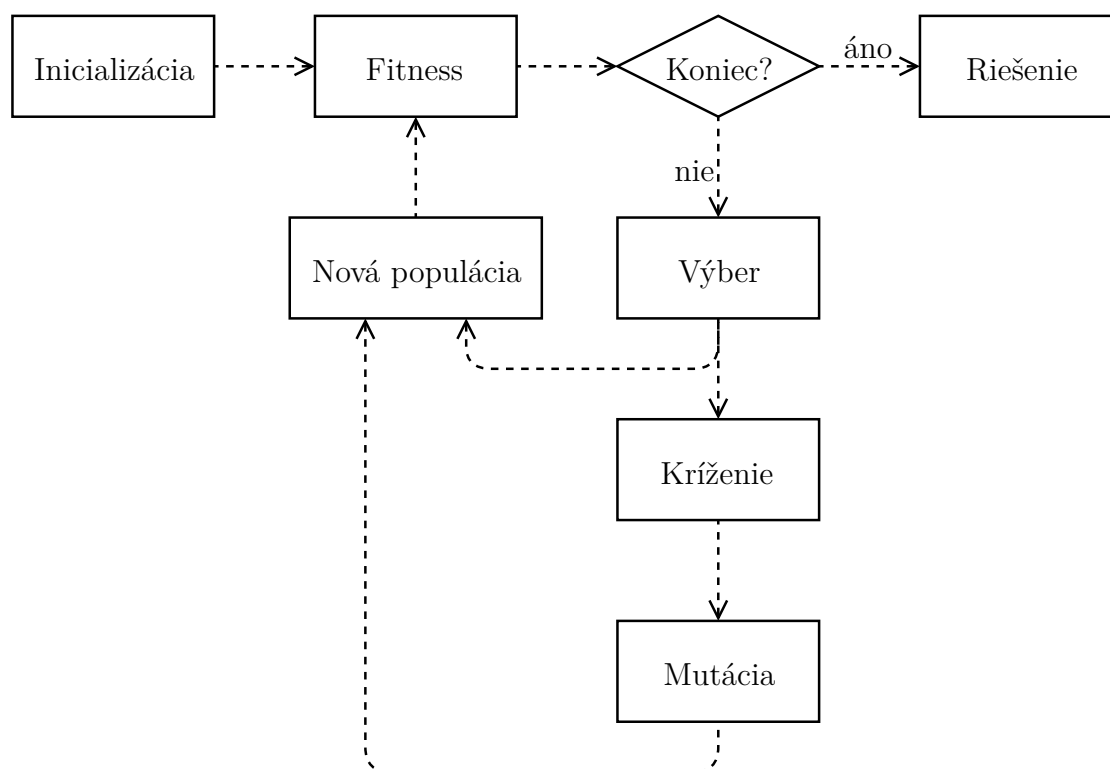 Inicializácia
Fitness
Koniec?
áno
Riešenie
nie
Nová populácia
Výber
Kríženie
Mutácia